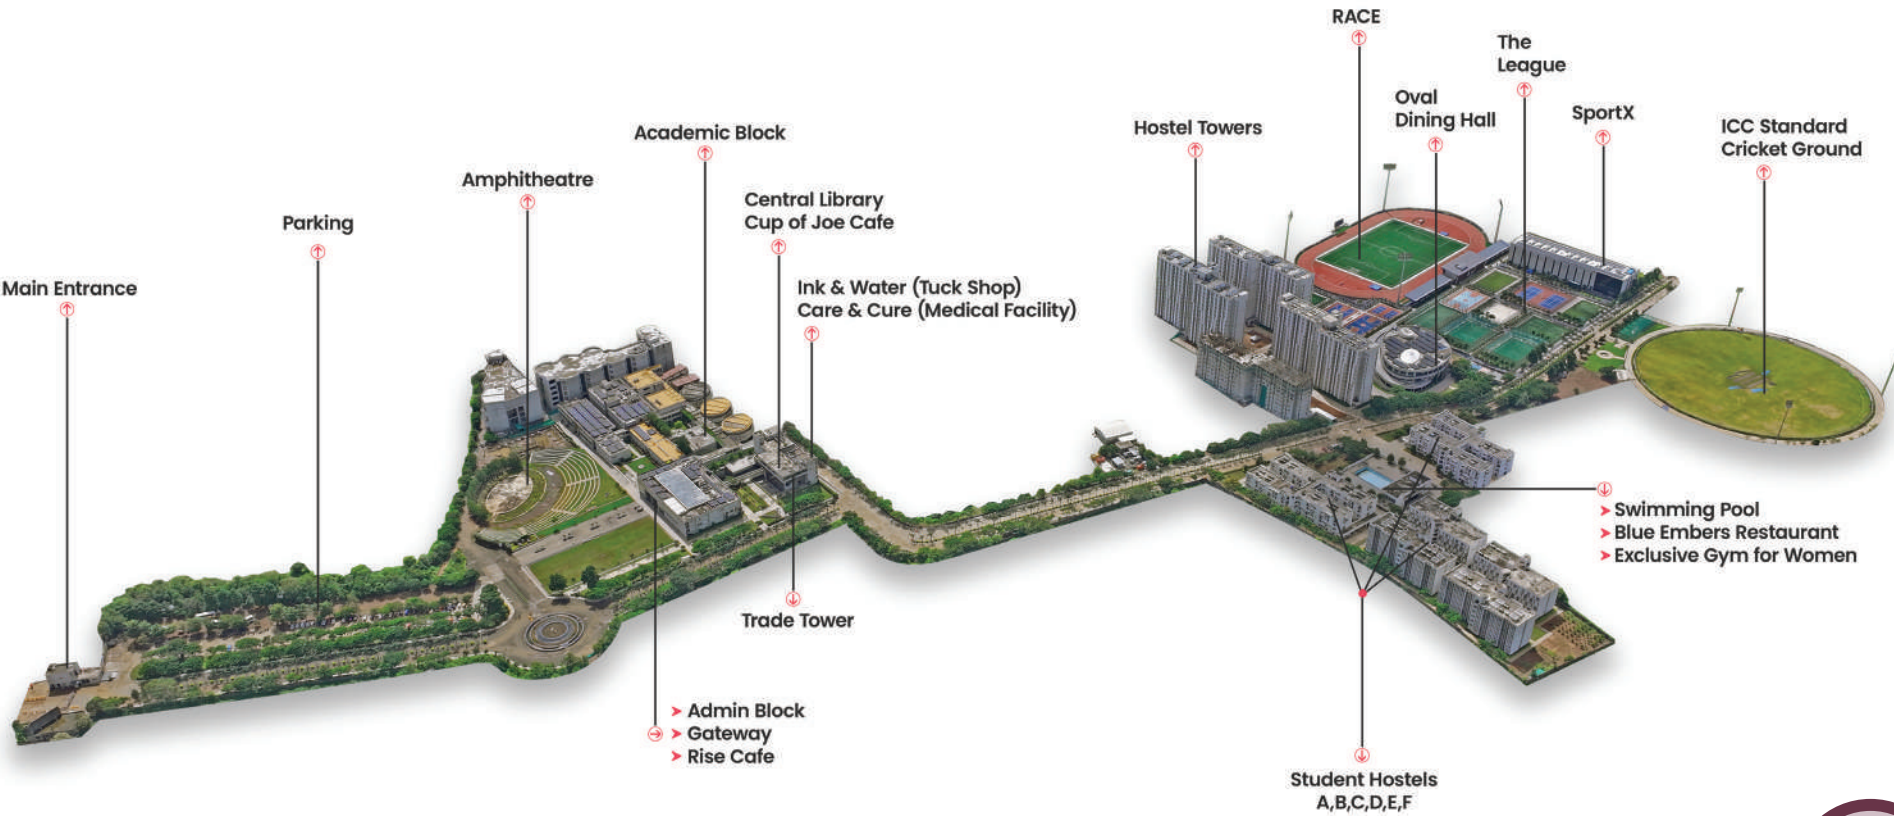 RACE
The
League
Oval
Dining Hall
SportX
Hostel Towers
ICC Standard
Cricket Ground
Academic Block
Amphitheatre
Central Library
Cup of Joe Cafe
Parking
Main Entrance
Ink & Water (Tuck Shop)
Care & Cure (Medical Facility)
Swimming Pool
Blue Embers Restaurant
Exclusive Gym for Women
Trade Tower
Admin Block
Gateway
Rise Cafe
Student Hostels
A,B,C,D,E,F